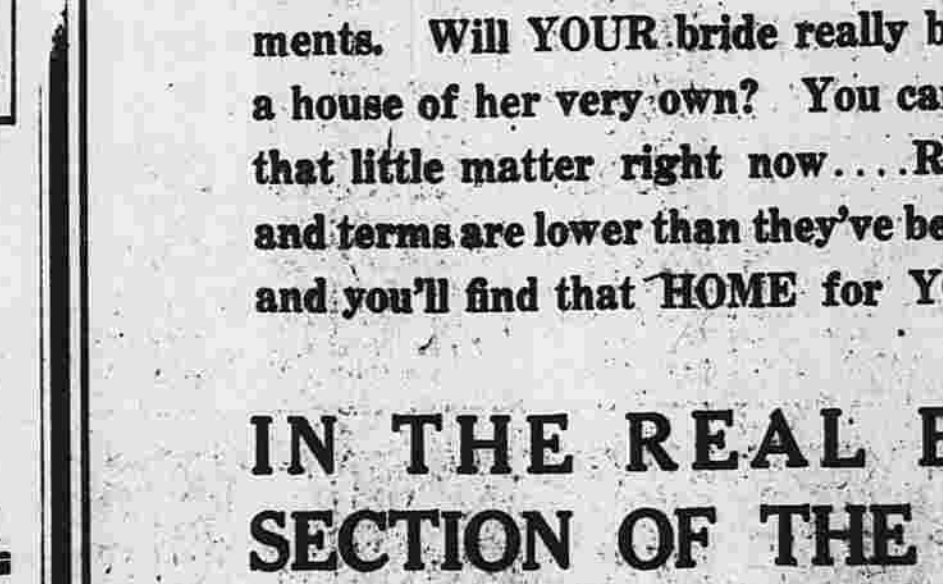 ments. Will YOUR bride really b
a house of her very own? You ca
that little matter right now....R
and terms are lower than they've be
and you'll find that HOME for Y
IN THE REAL E
SECTION OF THE